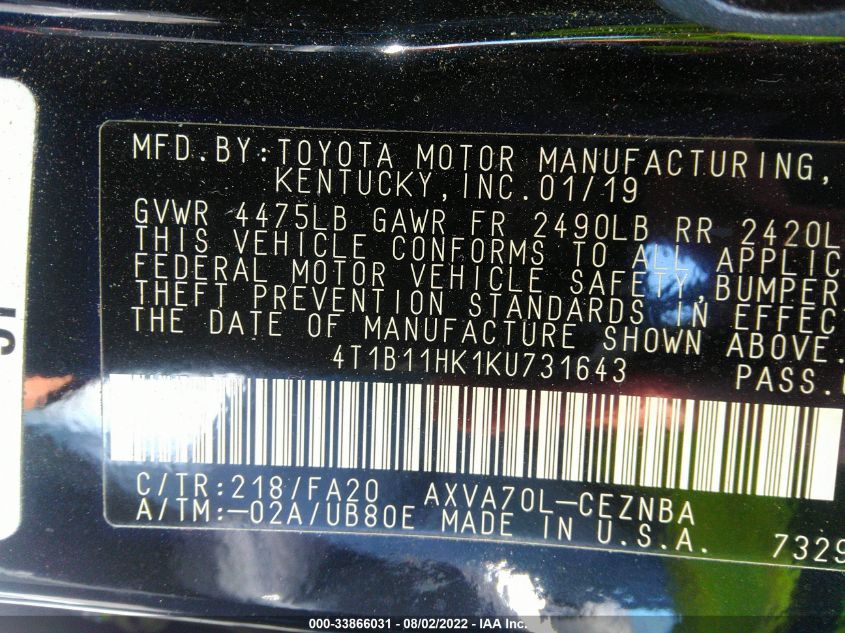 MFD.BY:TOYOTA MOTOR MANUFACTURING,
KENTUCKY,INC.01/19
GVWR 4475LB GAWR FR 2490LB RR 2420L
THIS VEHICLE CONFORMS TO ALL APPLIC
FEDERAL MOTOR VEHICLE SAFETY,BUMPER
THEFT PREVENTION STANDARDS IN EFFECT
THE DATE OF MANUFACTURE SHOWN ABOVE.
4T1B11HK1KU731643 PASS.
C/TR:218/FA20 AXVA70L-CEZNBA
A/TM:-02A/UB80E MADE IN U.S.A. 7329
000-33866031 - 08/02/2022 - IAA Inc.